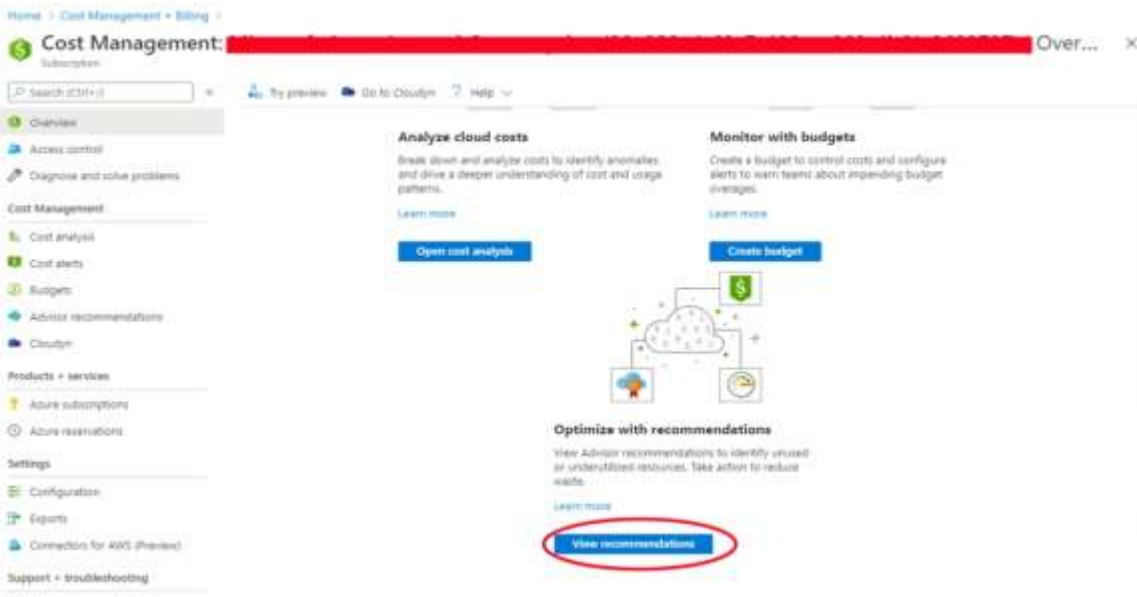 Home > Cost Management + Billing >
Cost Management:
Over...
Subscription
Search (Ctrl+/)
Try preview
Go to Cloudyn
Help
Overview
Access control
Diagnose and solve problems
Cost Management
Cost analysis
Cost alerts
Budgets
Advisor recommendations
Cloudyn
Products + services
Azure subscriptions
Azure reservations
Settings
Configuration
Exports
Connectors for AWS (Preview)
Support + troubleshooting
Analyze cloud costs
Break down and analyze costs to identify anomalies
and drive a deeper understanding of cost and usage
patterns.
Learn more
Open cost analysis
Monitor with budgets
Create a budget to control costs and configure
alerts to warn teams about impending budget
overages.
Learn more
Create budget
Optimize with recommendations
View Advisor recommendations to identify unused
or underutilized resources. Take action to reduce
waste.
Learn more
View recommendations